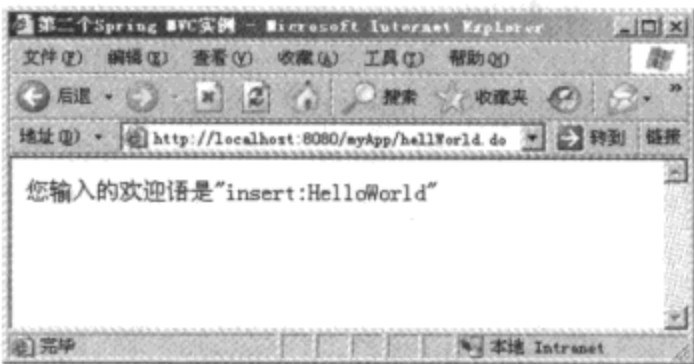 第二个Spring MVC实例 - Microsoft Internet Explorer
文件(F) 编辑(E) 查看(V) 收藏(A) 工具(T) 帮助(H)
后退 搜索 收藏夹 »
地址(D) http://localhost:8080/myApp/hellWorld.do 转到 链接
您输入的欢迎语是"insert:HelloWorld"
完毕 本地 Intranet